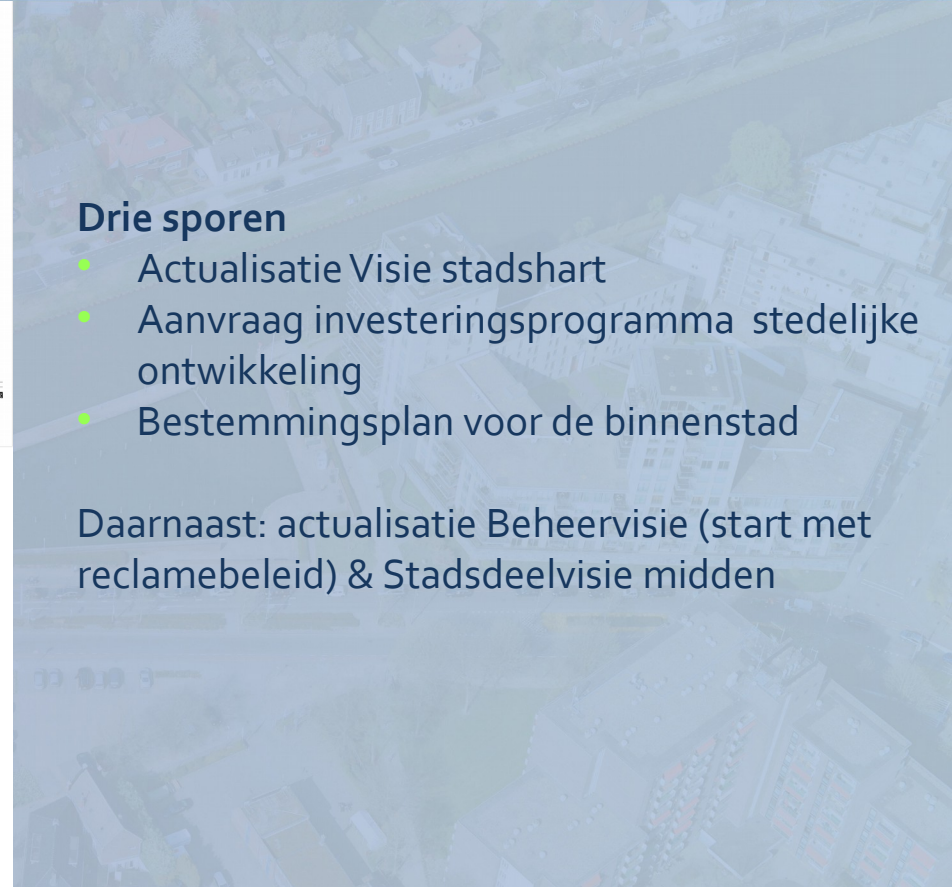 Drie sporen
• Actualisatie Visie stadshart
• Aanvraag investeringsprogramma  stedelijke
ontwikkeling
• Bestemmingsplan voor de binnenstad
Daarnaast: actualisatie Beheervisie (start met
reclamebeleid) & Stadsdeelvisie midden